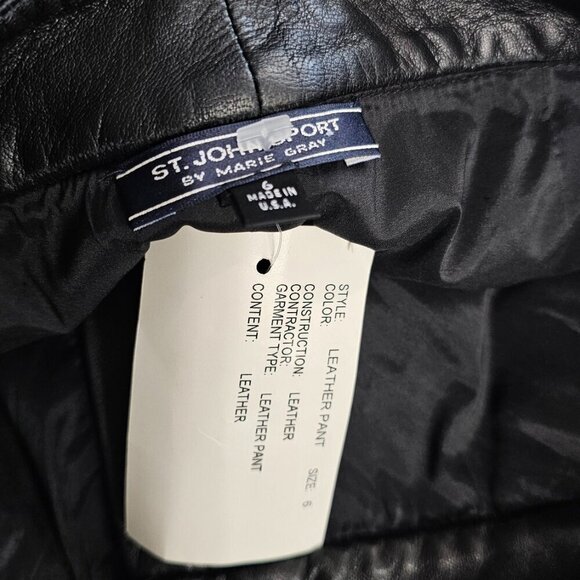 ST. JOHN SPORT
BY MARIE GRAY
6
MADE IN
U.S.A.
STYLE: LEATHER PANT SIZE: 6
COLOR:
CONSTRUCTION: LEATHER
CONTRACTOR:
GARMENT TYPE: LEATHER PANT
CONTENT: LEATHER